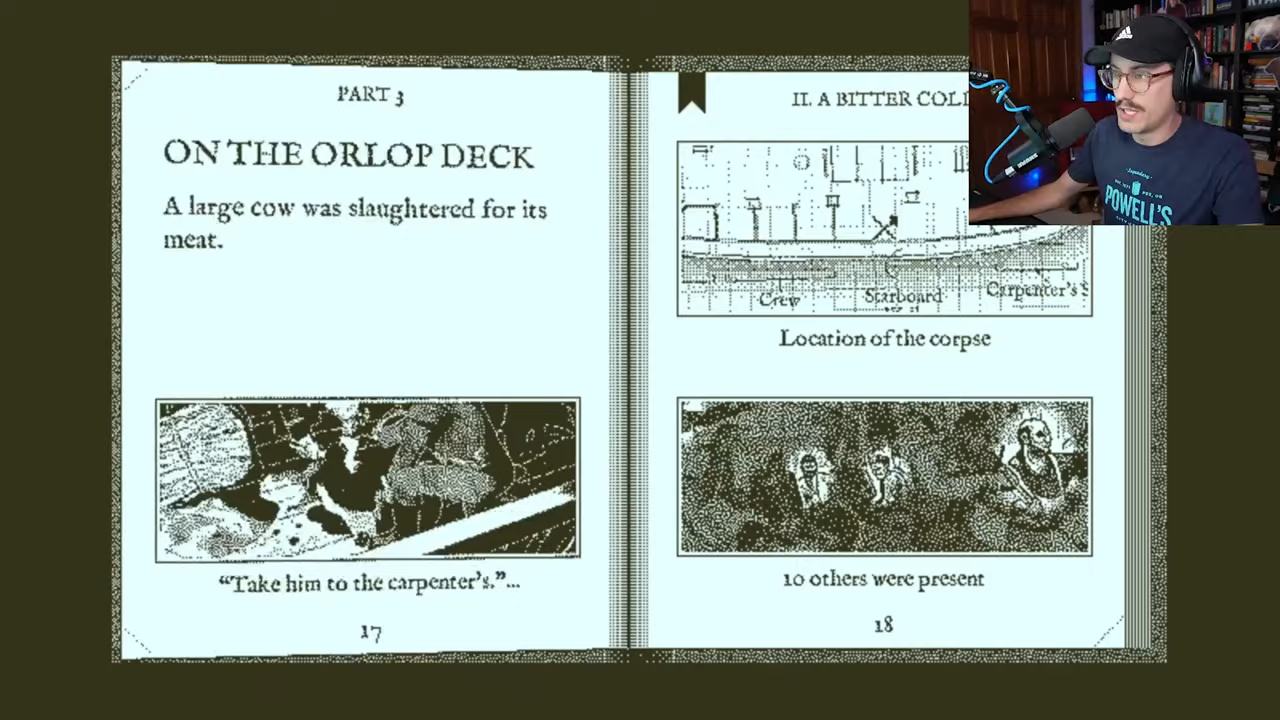 PART 3
ON THE ORLOP DECK
A large cow was slaughtered for its
meat.
"Take him to the carpenter's."...
17
II. A BITTER COL
Crew
Starboard
Carpenter's S
Location of the corpse
10 others were present
18
POWELL'S